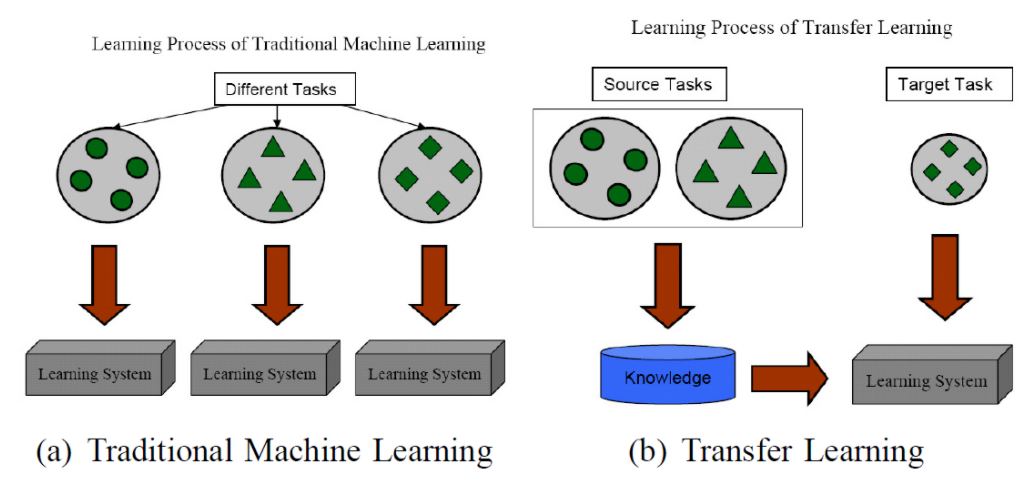 Learning Process of Traditional Machine Learning
Different Tasks
Learning System
Learning System
Learning System
(a) Traditional Machine Learning
Learning Process of Transfer Learning
Source Tasks
Target Task
Knowledge
Learning System
(b) Transfer Learning